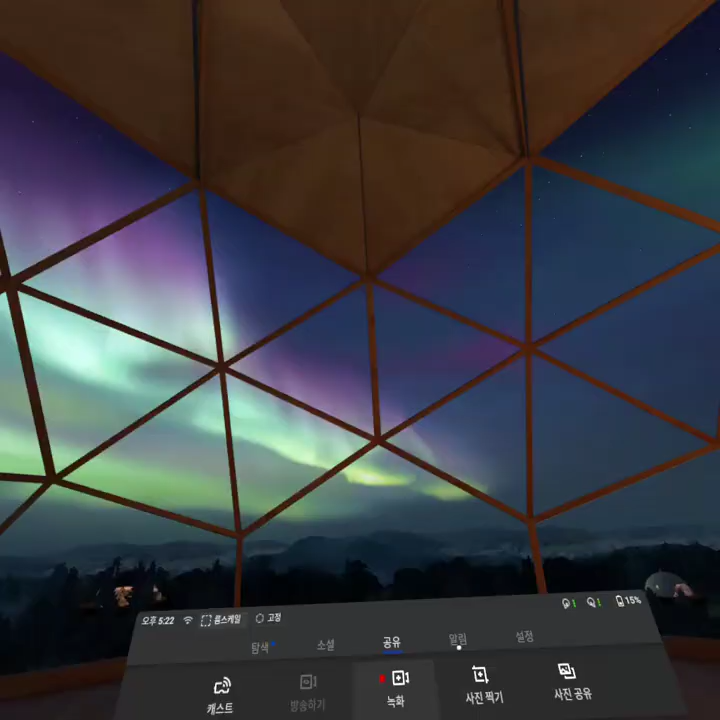 오후 5:22 룸스케일 고정 1 1 15%
탐색 소셜 공유 알림 설정
캐스트 방송하기 녹화 사진 찍기 사진 공유